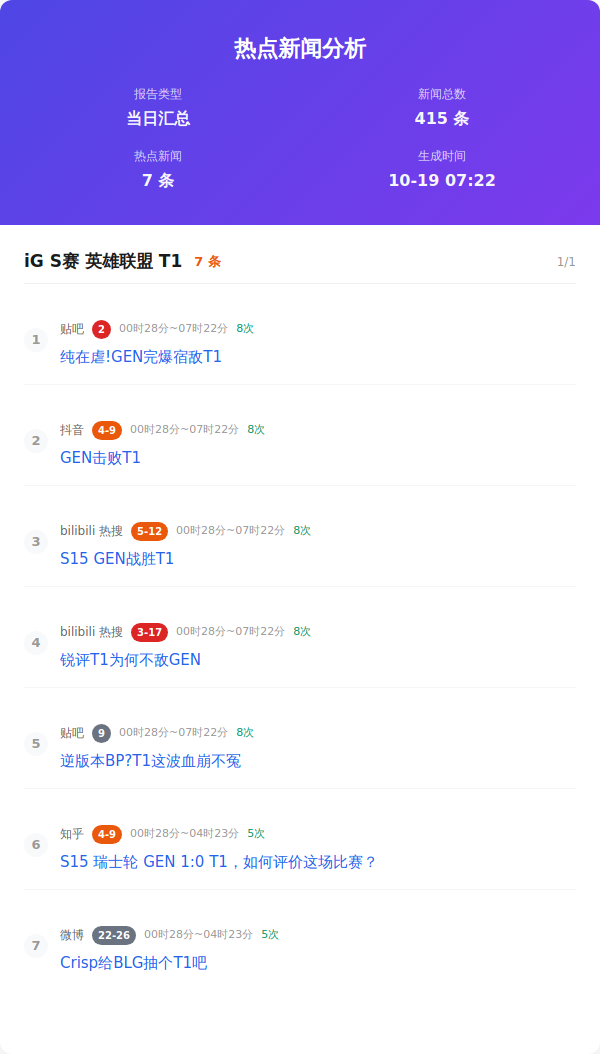 热点新闻分析
报告类型 新闻总数
当日汇总 415 条
热点新闻 生成时间
7 条 10-19 07:22
iG S赛 英雄联盟 T1 7 条 1/1
1 贴吧 2 00时28分~07时22分 8次
纯在虐!GEN完爆宿敌T1
2 抖音 4-9 00时28分~07时22分 8次
GEN击败T1
3 bilibili 热搜 5-12 00时28分~07时22分 8次
S15 GEN战胜T1
4 bilibili 热搜 3-17 00时28分~07时22分 8次
锐评T1为何不敌GEN
5 贴吧 9 00时28分~07时22分 8次
逆版本BP?T1这波血崩不冤
6 知乎 4-9 00时28分~04时23分 5次
S15 瑞士轮 GEN 1:0 T1，如何评价这场比赛？
7 微博 22-26 00时28分~04时23分 5次
Crisp给BLG抽个T1吧